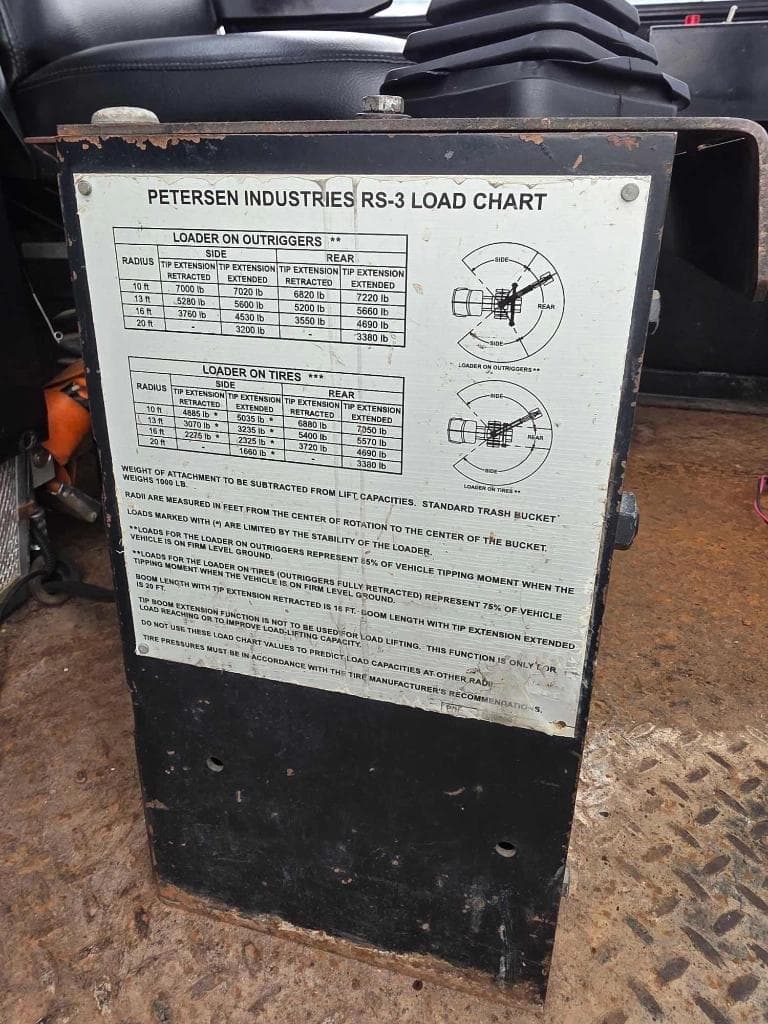 PETERSEN INDUSTRIES RS-3 LOAD CHART
LOADER ON OUTRIGGERS **
RADIUS SIDE REAR
TIP EXTENSION RETRACTED TIP EXTENSION EXTENDED TIP EXTENSION RETRACTED TIP EXTENSION EXTENDED
10 ft 7000 lb 7020 lb 6820 lb 7220 lb
13 ft 5280 lb 5600 lb 5200 lb 5660 lb
16 ft 3760 lb 4530 lb 3550 lb 4690 lb
20 ft - 3200 lb - 3380 lb
SIDE
REAR
SIDE
LOADER ON OUTRIGGERS **
LOADER ON TIRES ***
RADIUS SIDE REAR
TIP EXTENSION RETRACTED TIP EXTENSION EXTENDED TIP EXTENSION RETRACTED TIP EXTENSION EXTENDED
10 ft 4885 lb * 5035 lb * 6880 lb 7050 lb
13 ft 3070 lb * 3235 lb * 5400 lb 5570 lb
16 ft 2275 lb * 2325 lb * 3720 lb 4690 lb
20 ft - 1660 lb * - 3380 lb
SIDE
REAR
SIDE
LOADER ON TIRES **
WEIGHT OF ATTACHMENT TO BE SUBTRACTED FROM LIFT CAPACITIES. STANDARD TRASH BUCKET
WEIGHS 1000 LB.
RADII ARE MEASURED IN FEET FROM THE CENTER OF ROTATION TO THE CENTER OF THE BUCKET.
LOADS MARKED WITH (*) ARE LIMITED BY THE STABILITY OF THE LOADER.
**LOADS FOR THE LOADER ON OUTRIGGERS REPRESENT 85% OF VEHICLE TIPPING MOMENT WHEN THE
VEHICLE IS ON FIRM LEVEL GROUND.
**LOADS FOR THE LOADER ON TIRES (OUTRIGGERS FULLY RETRACTED) REPRESENT 75% OF VEHICLE
TIPPING MOMENT WHEN THE VEHICLE IS ON FIRM LEVEL GROUND.
BOOM LENGTH WITH TIP EXTENSION RETRACTED IS 16 FT. BOOM LENGTH WITH TIP EXTENSION EXTENDED
IS 20 FT.
TIP BOOM EXTENSION FUNCTION IS NOT TO BE USED FOR LOAD LIFTING. THIS FUNCTION IS ONLY FOR
LOAD REACHING OR TO IMPROVE LOAD-LIFTING CAPACITY.
DO NOT USE THESE LOAD CHART VALUES TO PREDICT LOAD CAPACITIES AT OTHER RADII.
TIRE PRESSURES MUST BE IN ACCORDANCE WITH THE TIRE MANUFACTURER'S RECOMMENDATIONS.